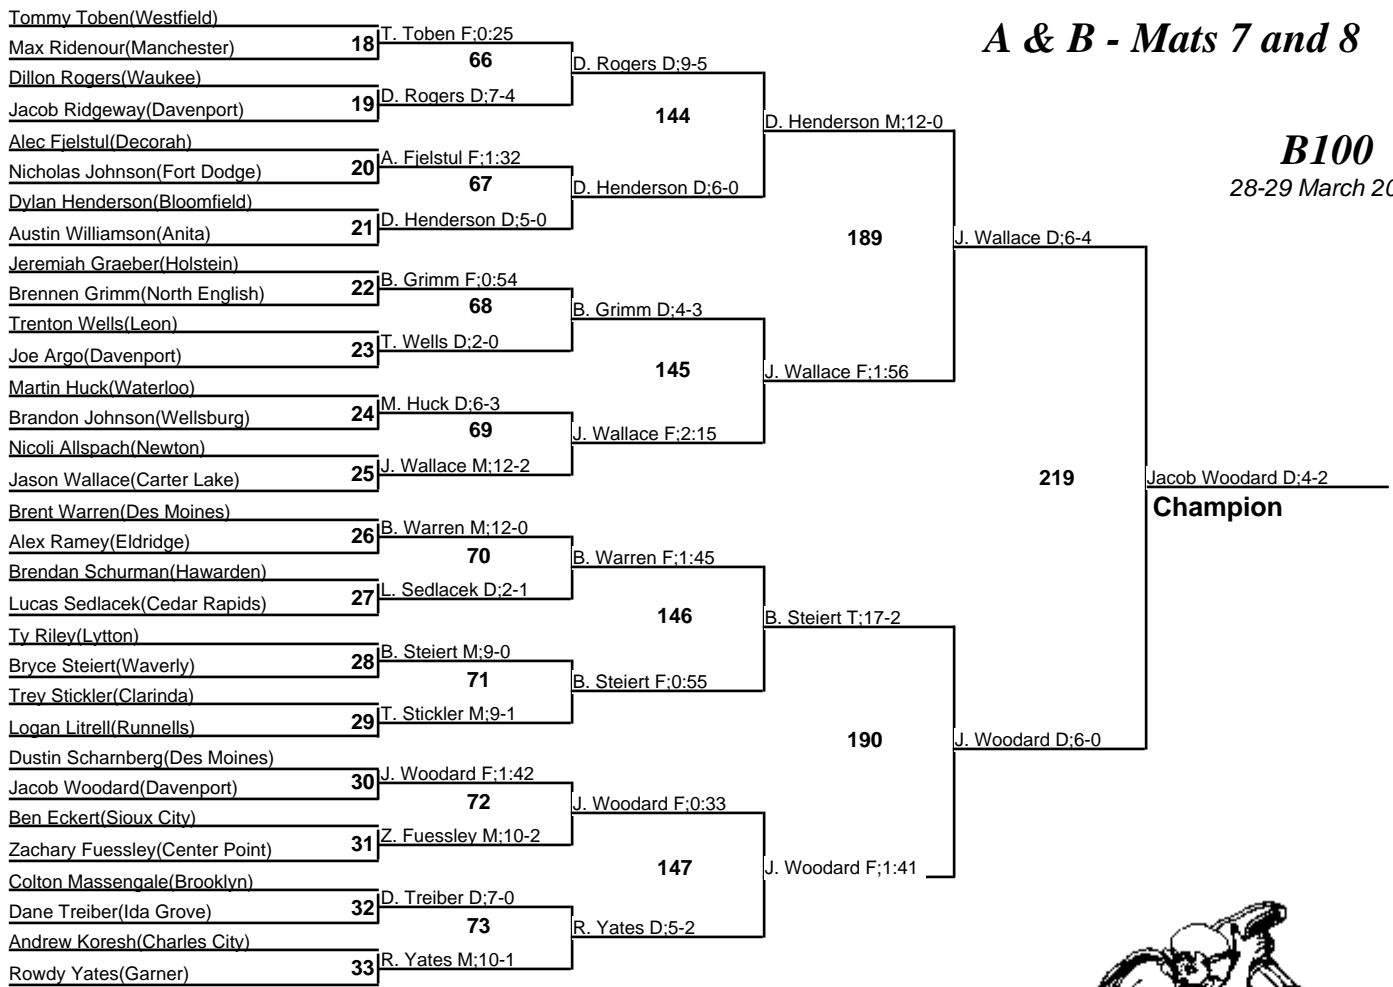 A & B - Mats 7 and 8
B100
28-29 March 20
Tommy Toben(Westfield)
Max Ridenour(Manchester)
Dillon Rogers(Waukee)
Jacob Ridgeway(Davenport)
Alec Fjelstul(Decorah)
Nicholas Johnson(Fort Dodge)
Dylan Henderson(Bloomfield)
Austin Williamson(Anita)
Jeremiah Graeber(Holstein)
Brennen Grimm(North English)
Trenton Wells(Leon)
Joe Argo(Davenport)
Martin Huck(Waterloo)
Brandon Johnson(Wellsburg)
Nicoli Allspach(Newton)
Jason Wallace(Carter Lake)
Brent Warren(Des Moines)
Alex Ramey(Eldridge)
Brendan Schurman(Hawarden)
Lucas Sedlacek(Cedar Rapids)
Ty Riley(Lytton)
Bryce Steiert(Waverly)
Trey Stickler(Clarinda)
Logan Litrell(Runnells)
Dustin Scharnberg(Des Moines)
Jacob Woodard(Davenport)
Ben Eckert(Sioux City)
Zachary Fuessley(Center Point)
Colton Massengale(Brooklyn)
Dane Treiber(Ida Grove)
Andrew Koresh(Charles City)
Rowdy Yates(Garner)
18
19
20
21
22
23
24
25
26
27
28
29
30
31
32
33
T. Toben F;0:25
D. Rogers D;7-4
A. Fjelstul F;1:32
D. Henderson D;5-0
B. Grimm F;0:54
T. Wells D;2-0
M. Huck D;6-3
J. Wallace M;12-2
B. Warren M;12-0
L. Sedlacek D;2-1
B. Steiert M;9-0
T. Stickler M;9-1
J. Woodard F;1:42
Z. Fuessley M;10-2
D. Treiber D;7-0
R. Yates M;10-1
66
67
68
69
70
71
72
73
D. Rogers D;9-5
D. Henderson D;6-0
B. Grimm D;4-3
J. Wallace F;2:15
B. Warren F;1:45
B. Steiert F;0:55
J. Woodard F;0:33
R. Yates D;5-2
144
145
146
147
D. Henderson M;12-0
J. Wallace F;1:56
B. Steiert T;17-2
J. Woodard F;1:41
189
190
J. Wallace D;6-4
J. Woodard D;6-0
219
Jacob Woodard D;4-2
Champion